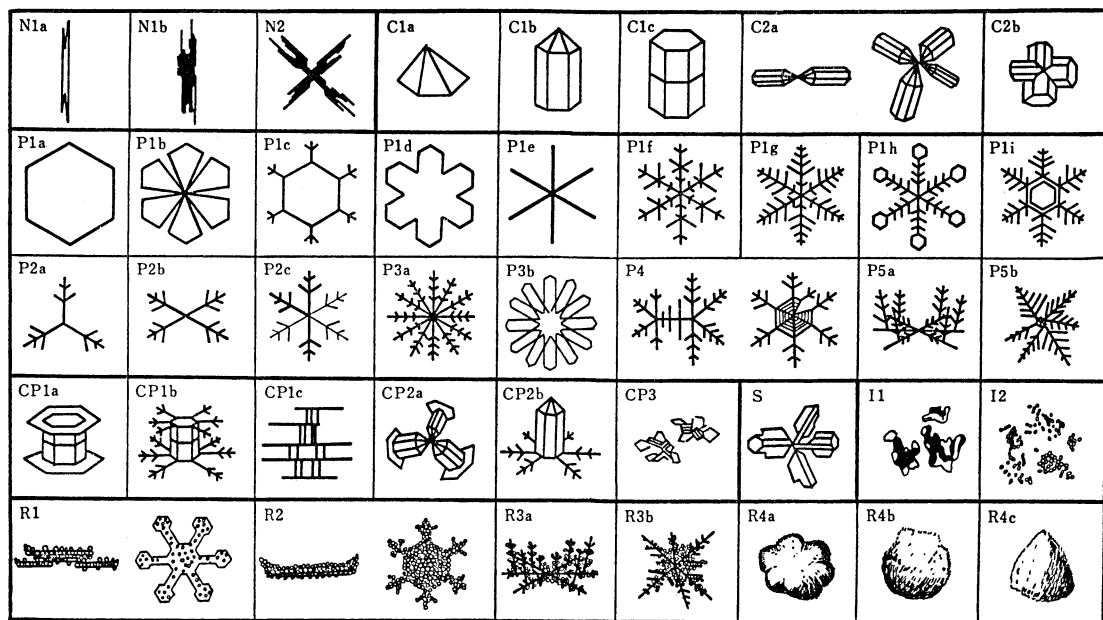 N1a N1b N2 C1a C1b C1c C2a C2b
P1a P1b P1c P1d P1e P1f P1g P1h P1i
P2a P2b P2c P3a P3b P4 P5a P5b
CP1a CP1b CP1c CP2a CP2b CP3 S I1 I2
R1 R2 R3a R3b R4a R4b R4c